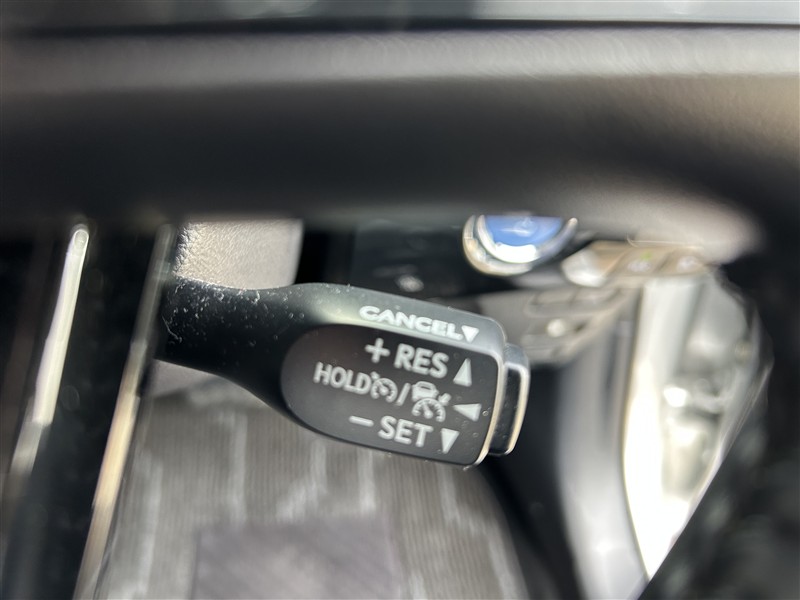 CANCEL▼
+ RES ▲
HOLD / ◀
- SET ▼